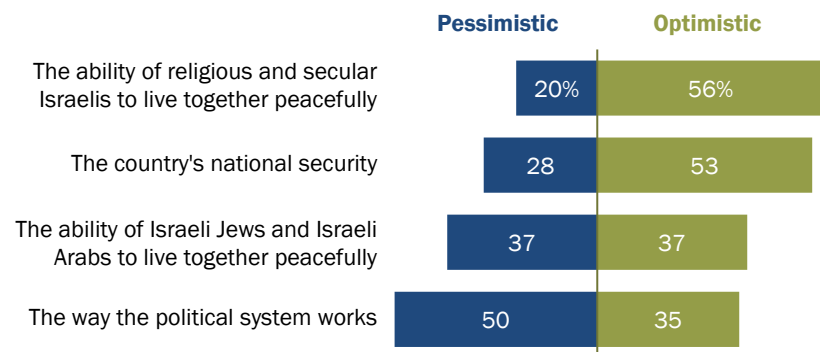 Pessimistic Optimistic
The ability of religious and secular
Israelis to live together peacefully
20% 56%
The country's national security 28 53
The ability of Israeli Jews and Israeli
Arabs to live together peacefully
37 37
The way the political system works 50 35